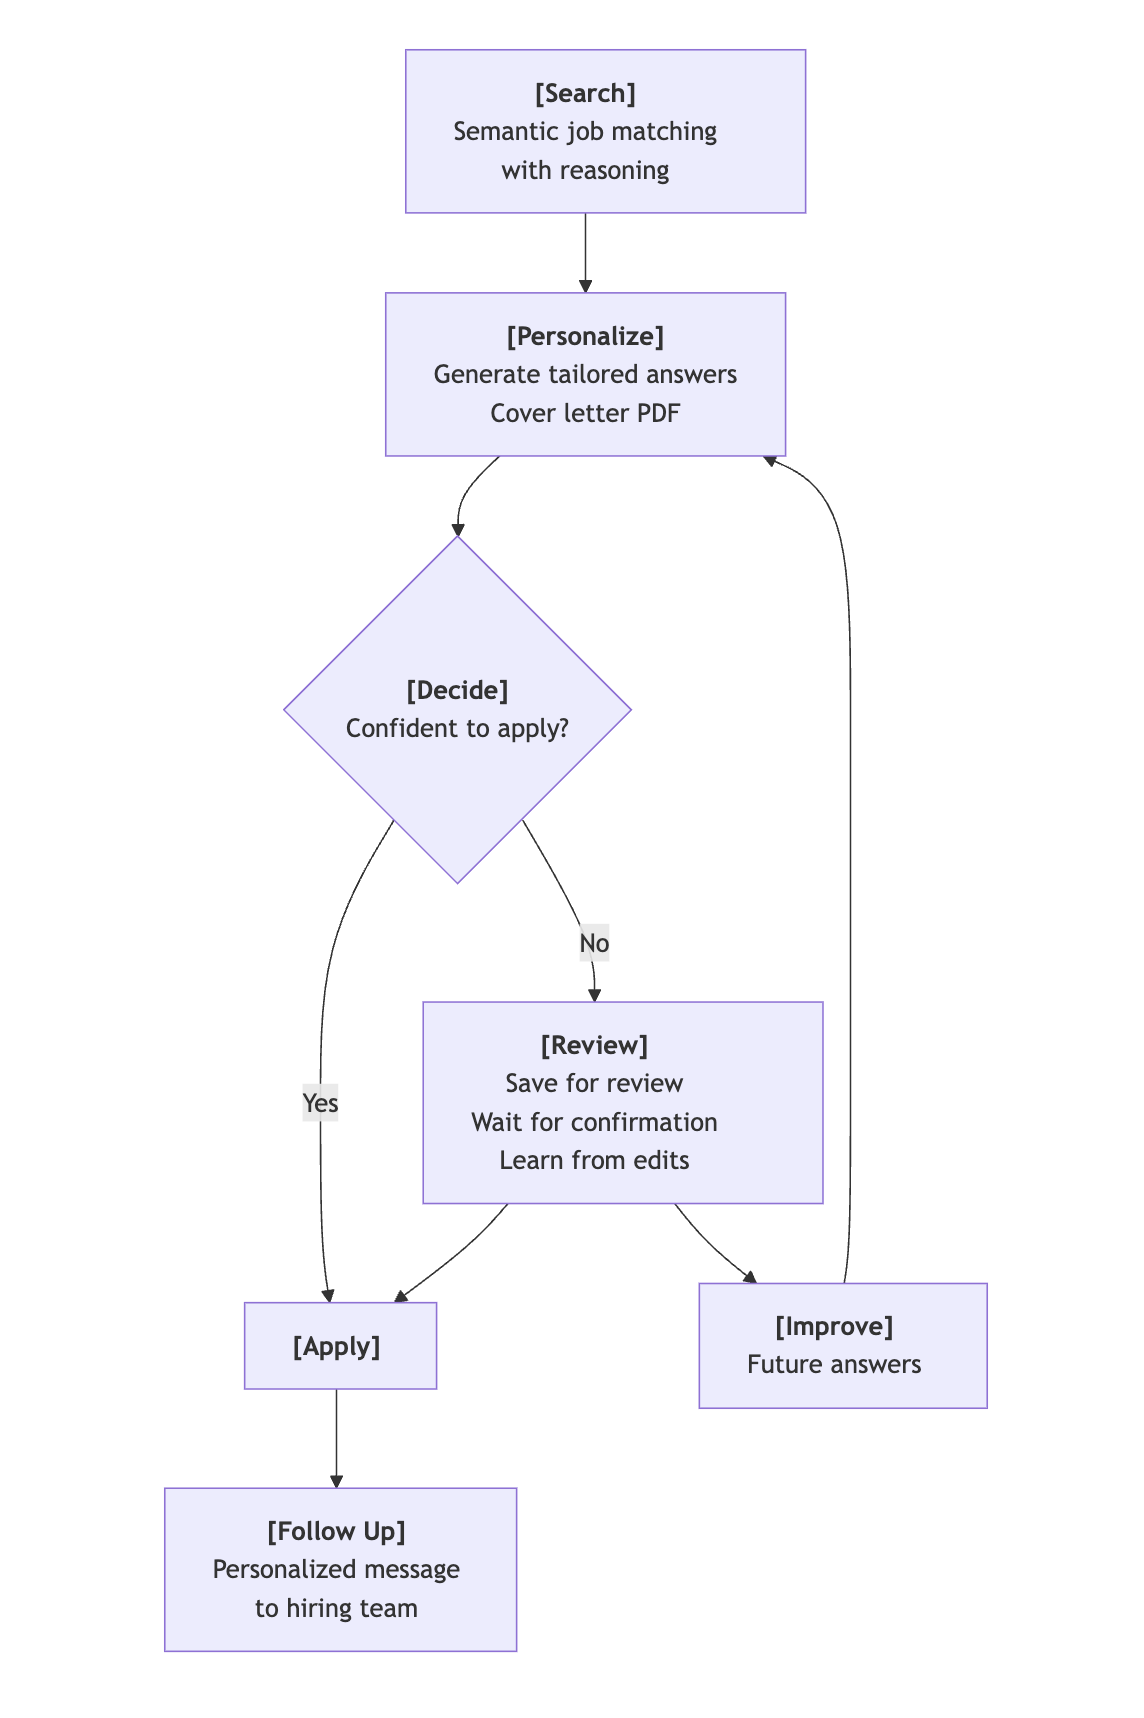 [Search]
Semantic job matching
with reasoning
[Personalize]
Generate tailored answers
Cover letter PDF
[Decide]
Confident to apply?
No
[Review]
Save for review
Wait for confirmation
Learn from edits
Yes
[Apply]
[Improve]
Future answers
[Follow Up]
Personalized message
to hiring team